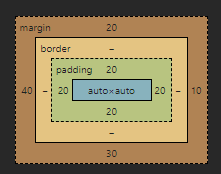 margin 20
border –
padding 20
40 – 20 auto×auto 20 – 10
20
–
30